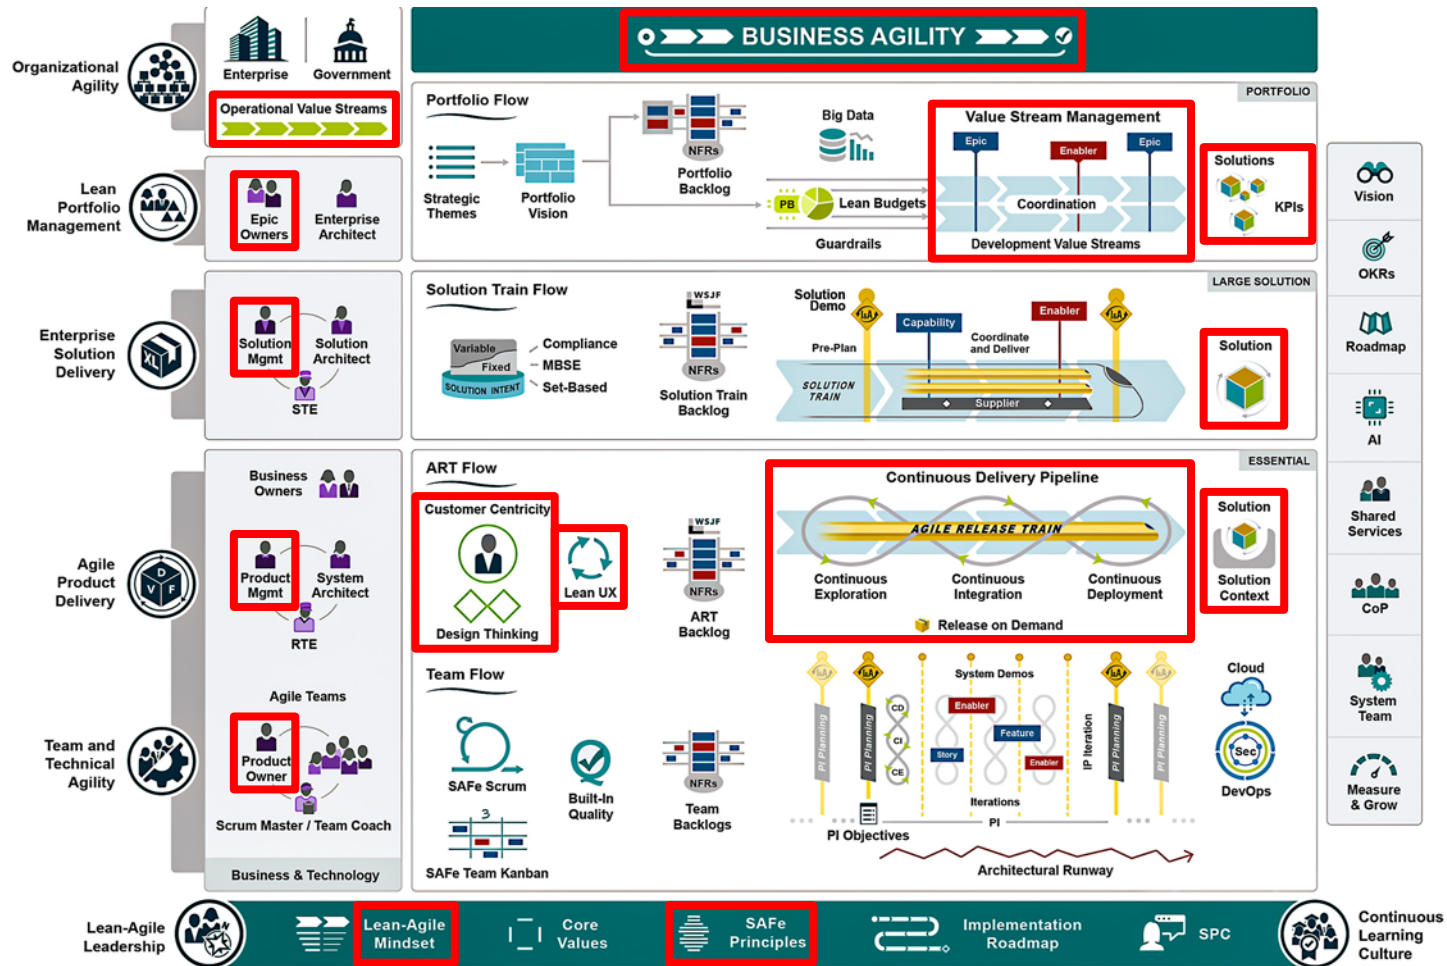 BUSINESS AGILITY
Organizational
Agility
Enterprise
Government
Operational Value Streams
PORTFOLIO
Portfolio Flow
Strategic
Themes
Portfolio
Vision
NFRs
Portfolio
Backlog
Big Data
PB
Lean Budgets
Guardrails
Value Stream Management
Epic
Enabler
Epic
Coordination
Development Value Streams
Solutions
KPIs
Lean
Portfolio
Management
Epic
Owners
Enterprise
Architect
LARGE SOLUTION
Enterprise
Solution
Delivery
XL
Solution
Mgmt
Solution
Architect
STE
Solution Train Flow
Variable
Fixed
SOLUTION INTENT
Compliance
MBSE
Set-Based
WSJF
NFRs
Solution Train
Backlog
Solution
Demo
I&A
I&A
Pre-Plan
Capability
Coordinate
and Deliver
Enabler
SOLUTION
TRAIN
Supplier
Solution
ESSENTIAL
Agile
Product
Delivery
D
V
F
Business
Owners
Product
Mgmt
System
Architect
RTE
ART Flow
Customer Centricity
Design Thinking
Lean UX
WSJF
NFRs
ART
Backlog
Continuous Delivery Pipeline
AGILE RELEASE TRAIN
Continuous
Exploration
Continuous
Integration
Continuous
Deployment
Release on Demand
Solution
Solution
Context
Team and
Technical
Agility
Agile Teams
Product
Owner
Scrum Master / Team Coach
Business & Technology
Team Flow
SAFe Scrum
3
SAFe Team Kanban
Built-In
Quality
NFRs
Team
Backlogs
I&A
I&A
I&A
I&A
PI Planning
PI Planning
CD
CI
CE
System Demos
Enabler
Story
Feature
Enabler
IP Iteration
PI Planning
PI Planning
Iterations
PI
PI Objectives
Architectural Runway
Cloud
Sec
DevOps
Vision
OKRs
Roadmap
AI
Shared
Services
CoP
System
Team
Measure
& Grow
Lean-Agile
Leadership
Lean-Agile
Mindset
Core
Values
SAFe
Principles
Implementation
Roadmap
SPC
Continuous
Learning
Culture